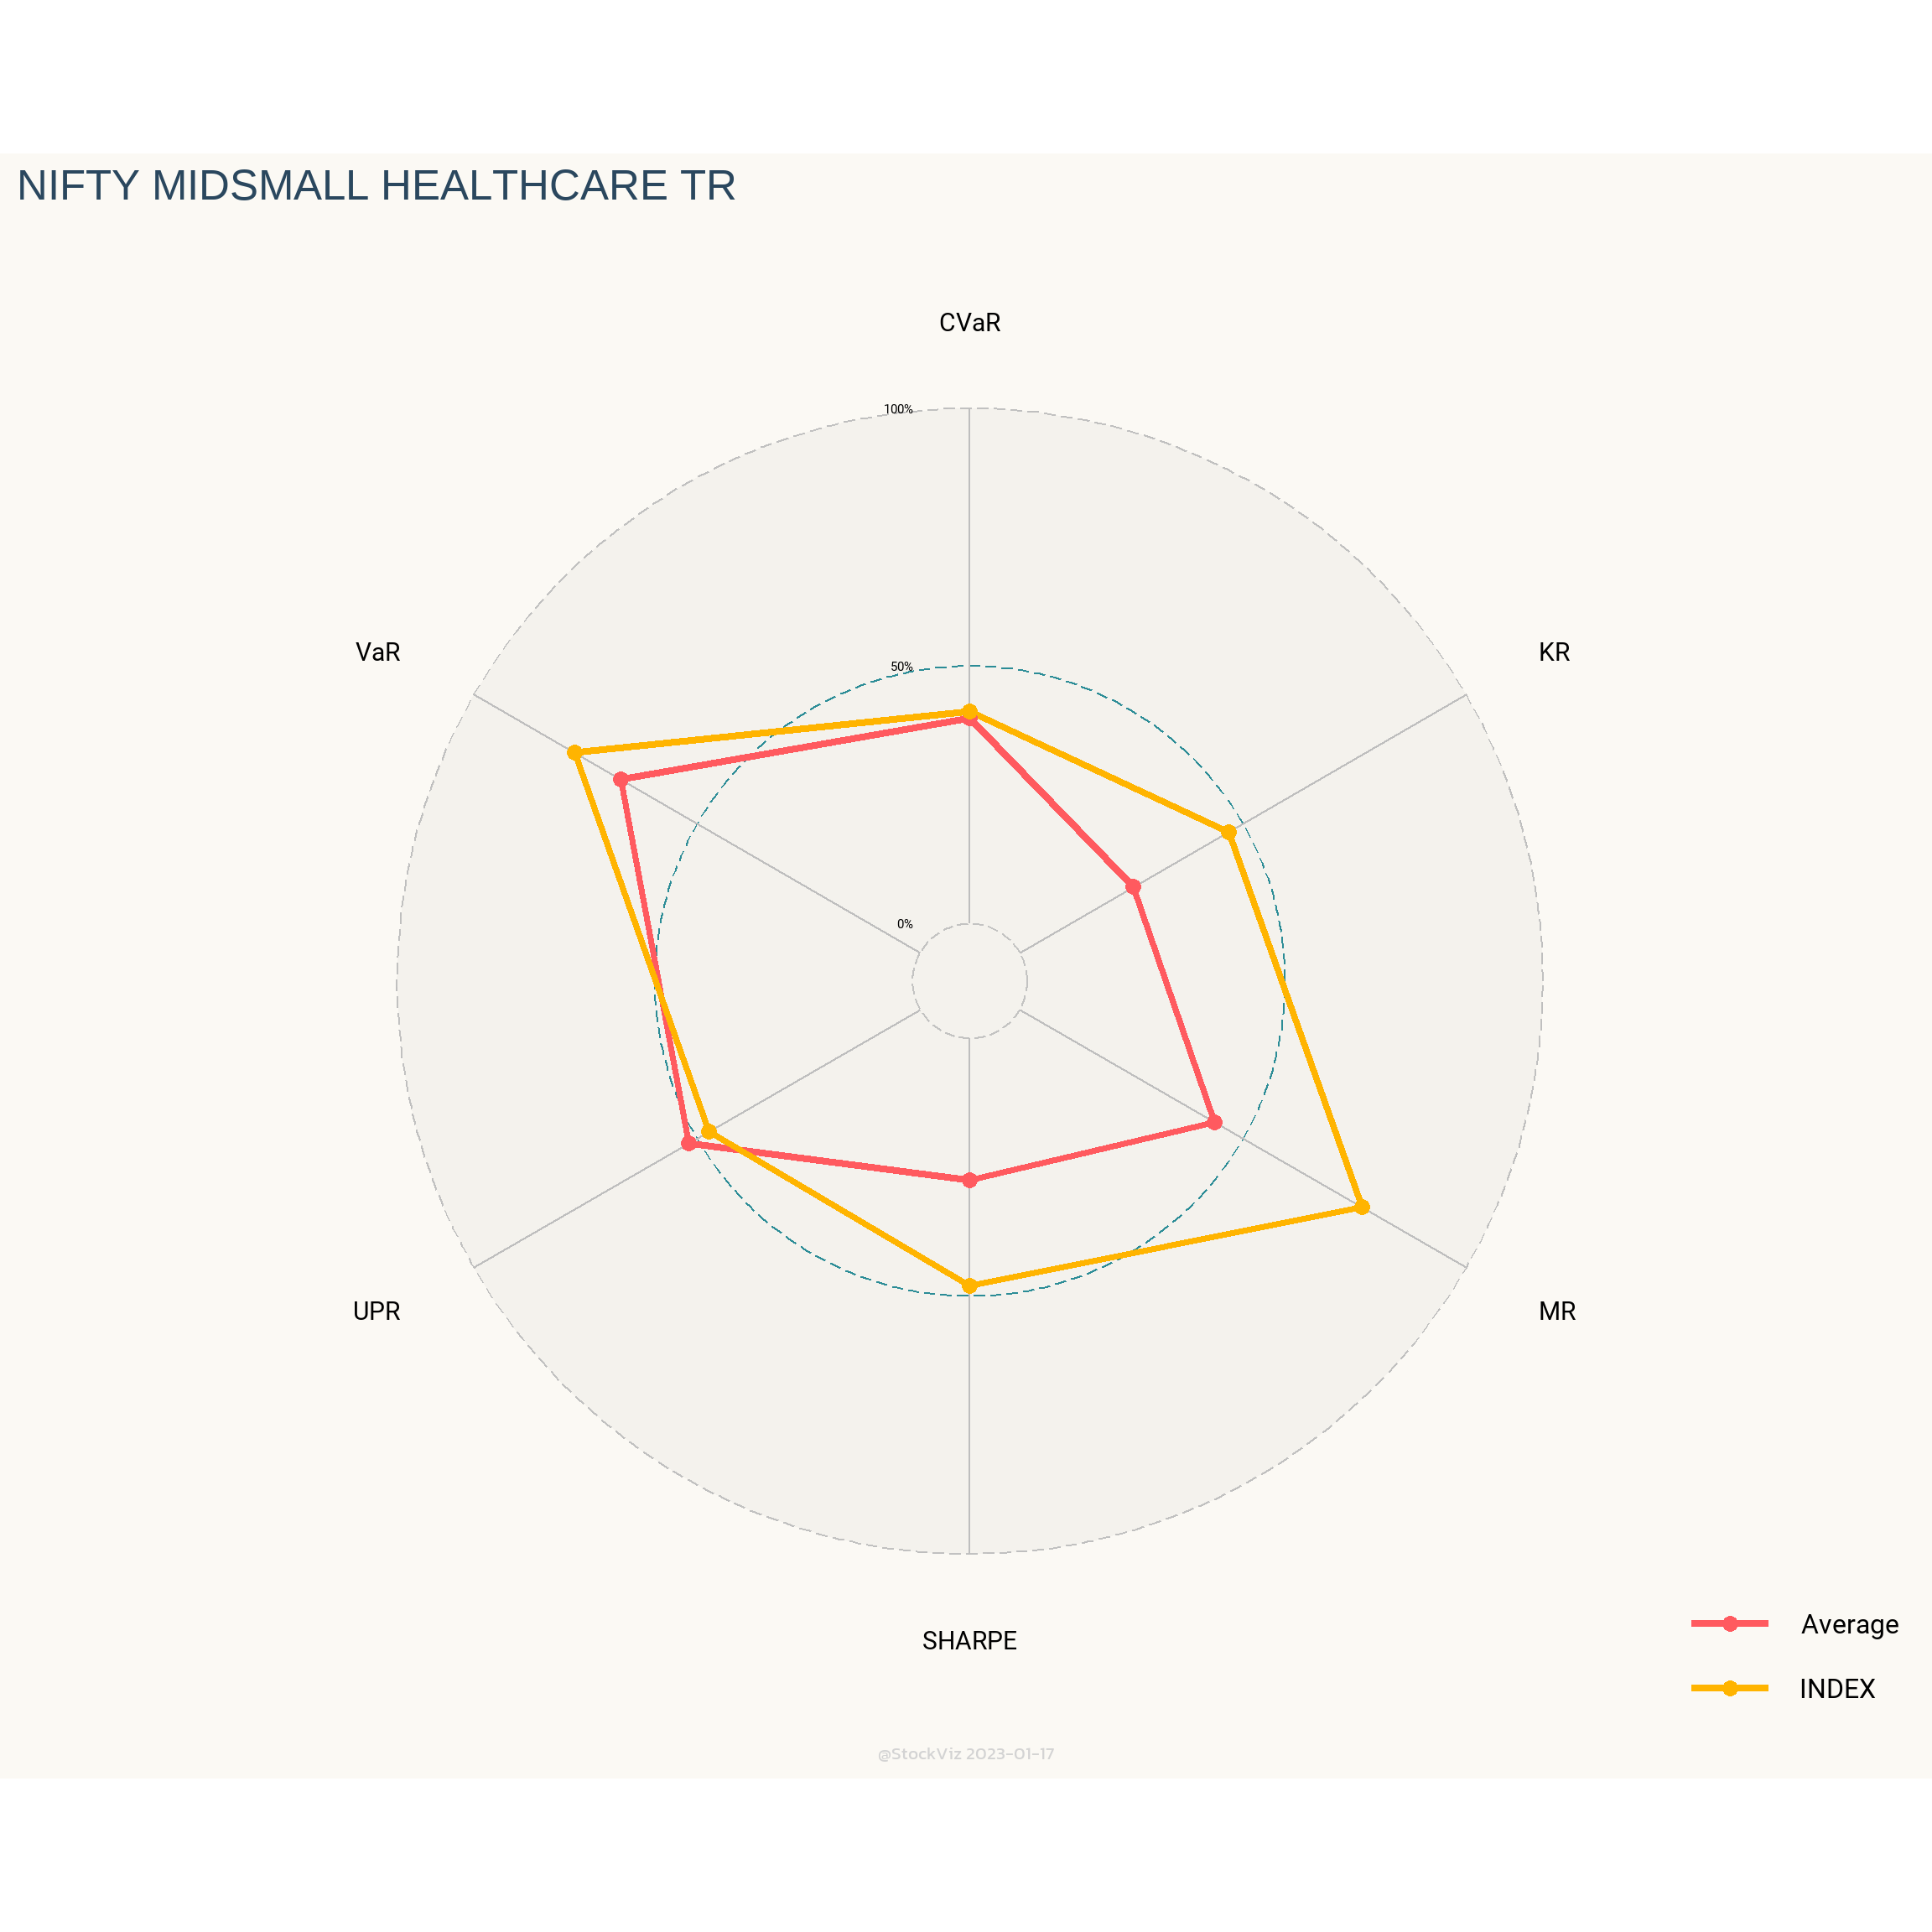 NIFTY MIDSMALL HEALTHCARE TR
CVaR
100%
VaR
KR
50%
0%
UPR
MR
SHARPE
Average
INDEX
@StockViz 2023-01-17